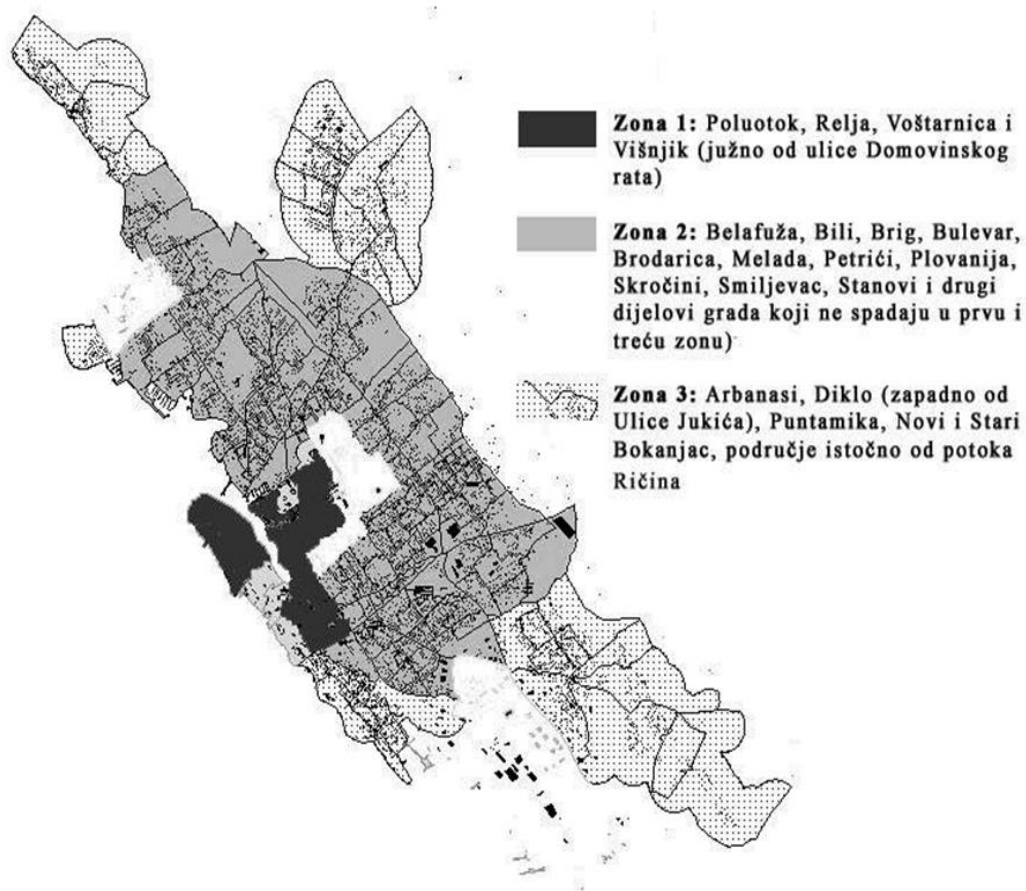 Zona 1: Poluotok, Relja, Voštarnica i
Višnjik (južno od ulice Domovinskog
rata)
Zona 2: Belafuža, Bili, Brig, Bulevar,
Brodarica, Melada, Petrići, Plovanija,
Skročini, Smiljevac, Stanovi i drugi
dijelovi grada koji ne spadaju u prvu i
treću zonu)
Zona 3: Arbanasi, Diklo (zapadno od
Ulice Jukića), Puntamika, Novi i Stari
Bokanjac, područje istočno od potoka
Ričina